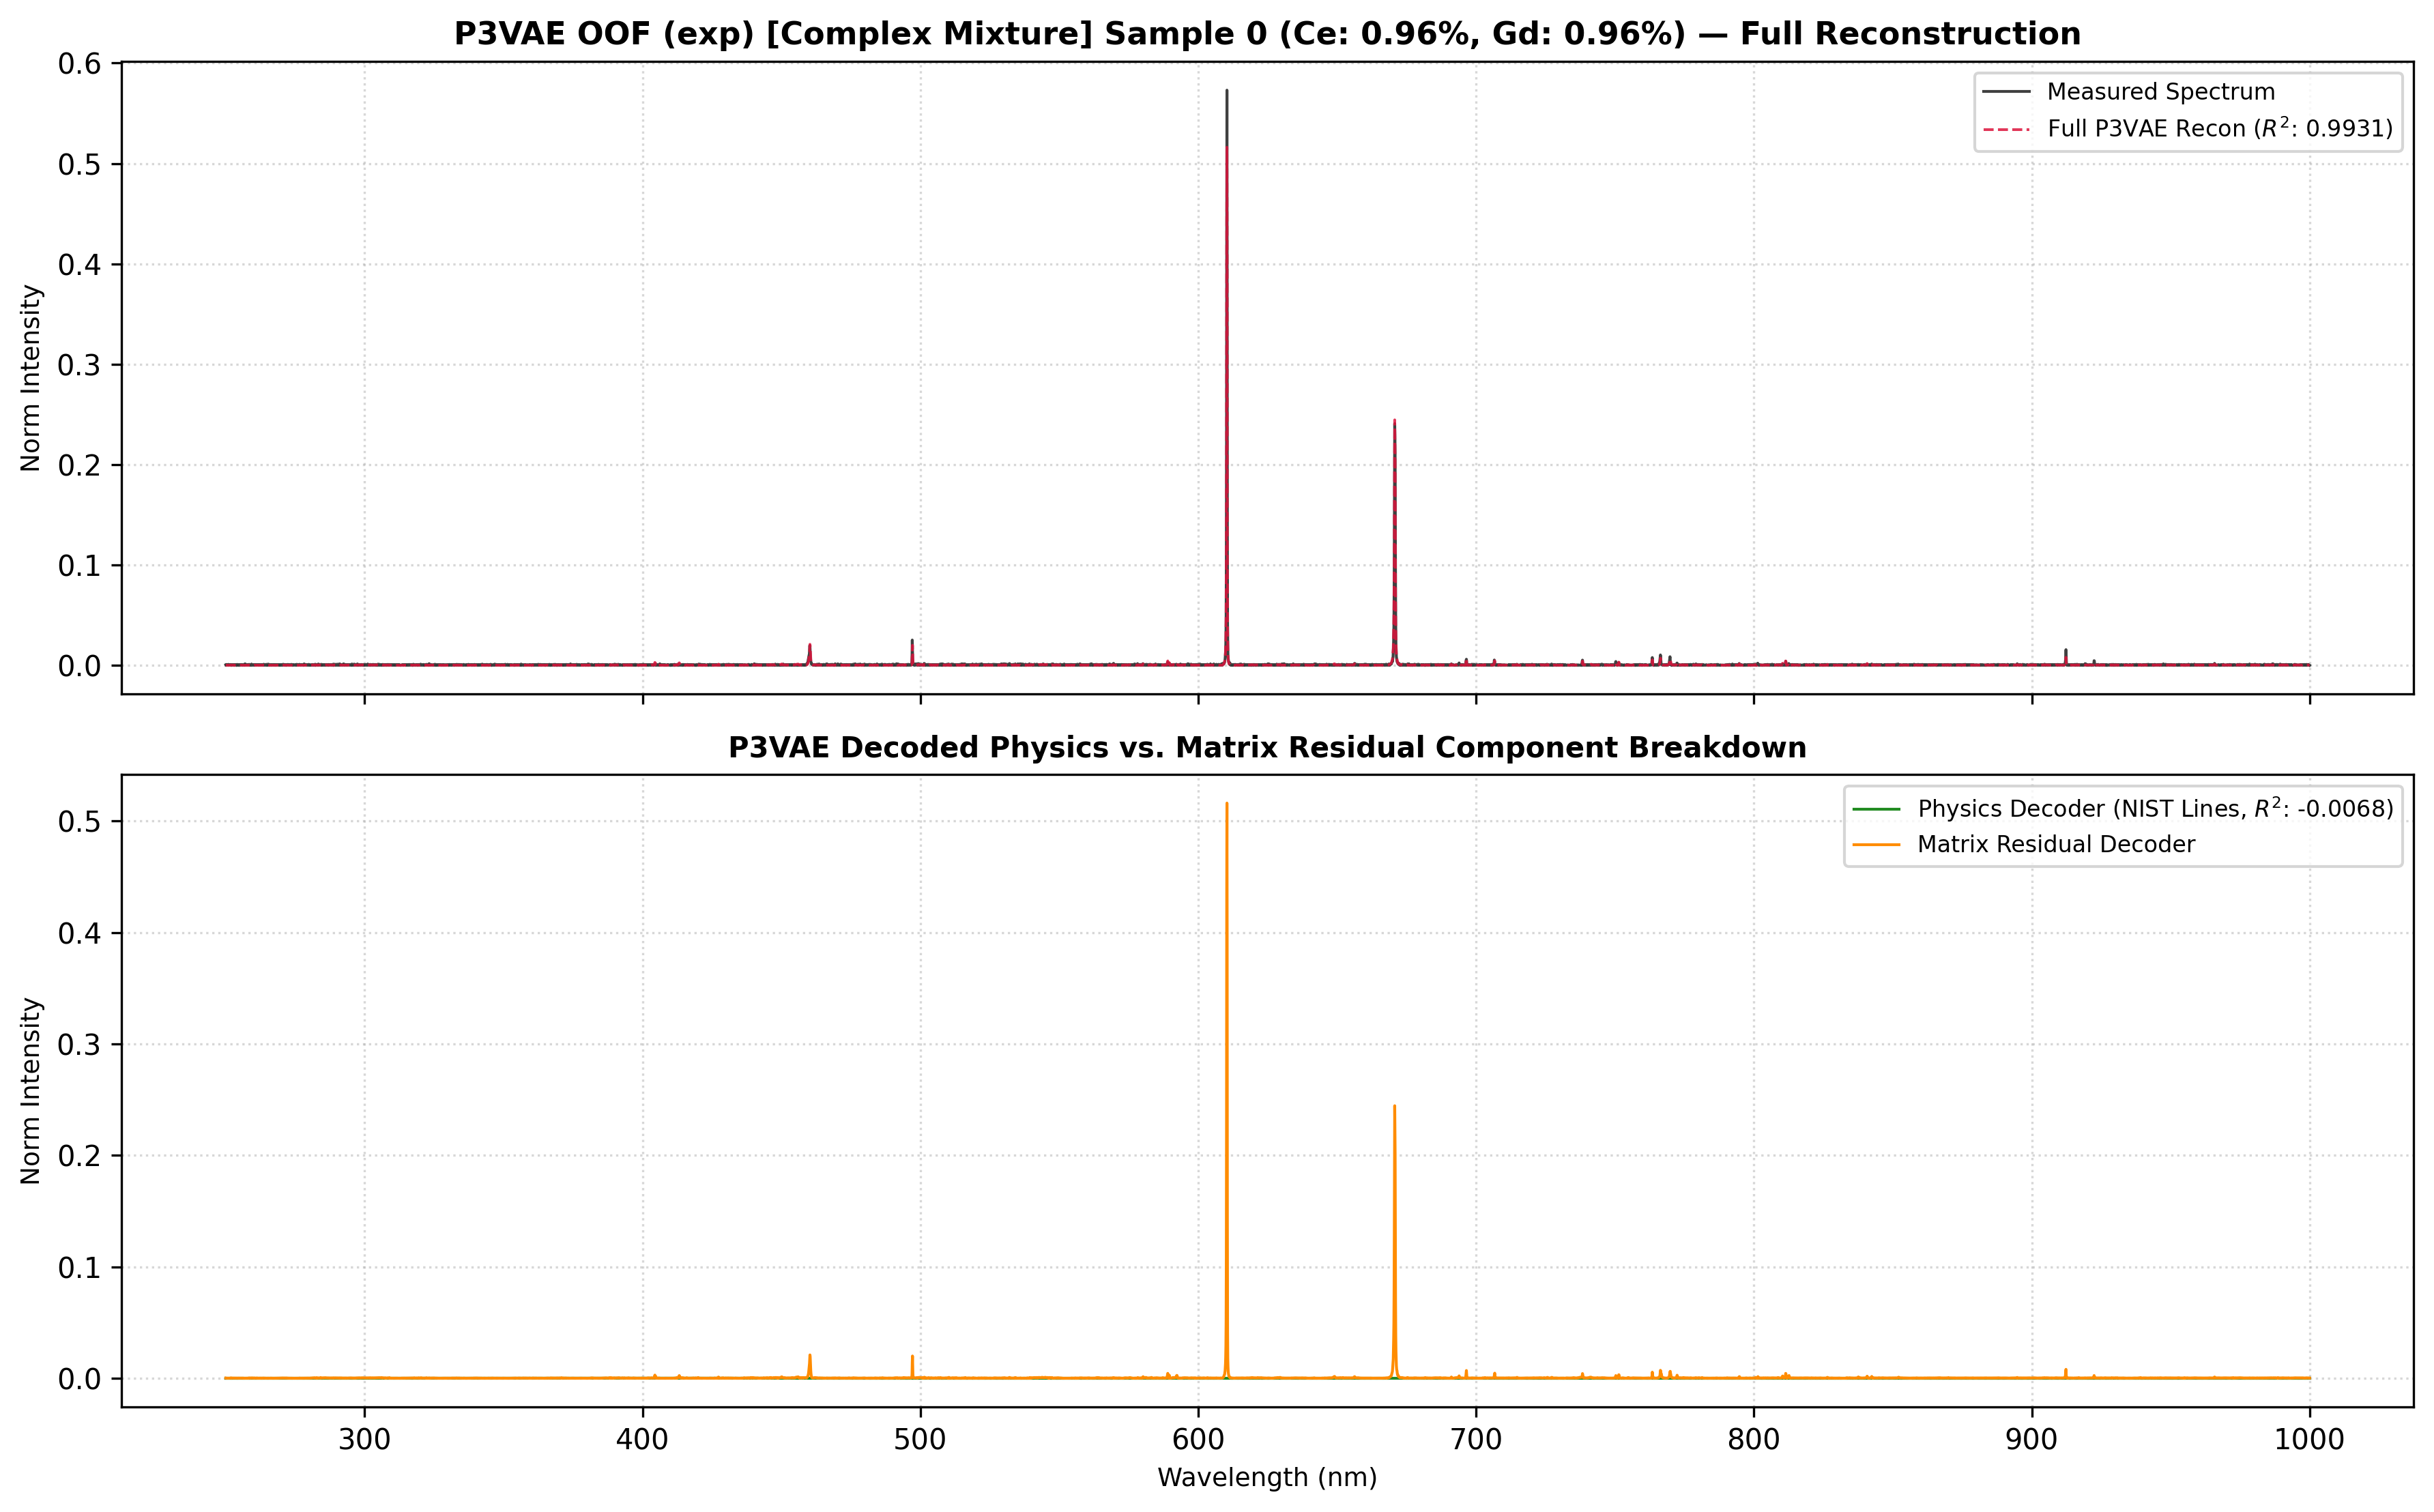 P3VAE OOF (exp) [Complex Mixture] Sample 0 (Ce: 0.96%, Gd: 0.96%) — Full Reconstruction
0.6
0.5
0.4
0.3
0.2
0.1
0.0
Norm Intensity
Measured Spectrum
Full P3VAE Recon (R²: 0.9931)
P3VAE Decoded Physics vs. Matrix Residual Component Breakdown
0.5
0.4
0.3
0.2
0.1
0.0
Norm Intensity
Physics Decoder (NIST Lines, R²: -0.0068)
Matrix Residual Decoder
300 400 500 600 700 800 900 1000
Wavelength (nm)